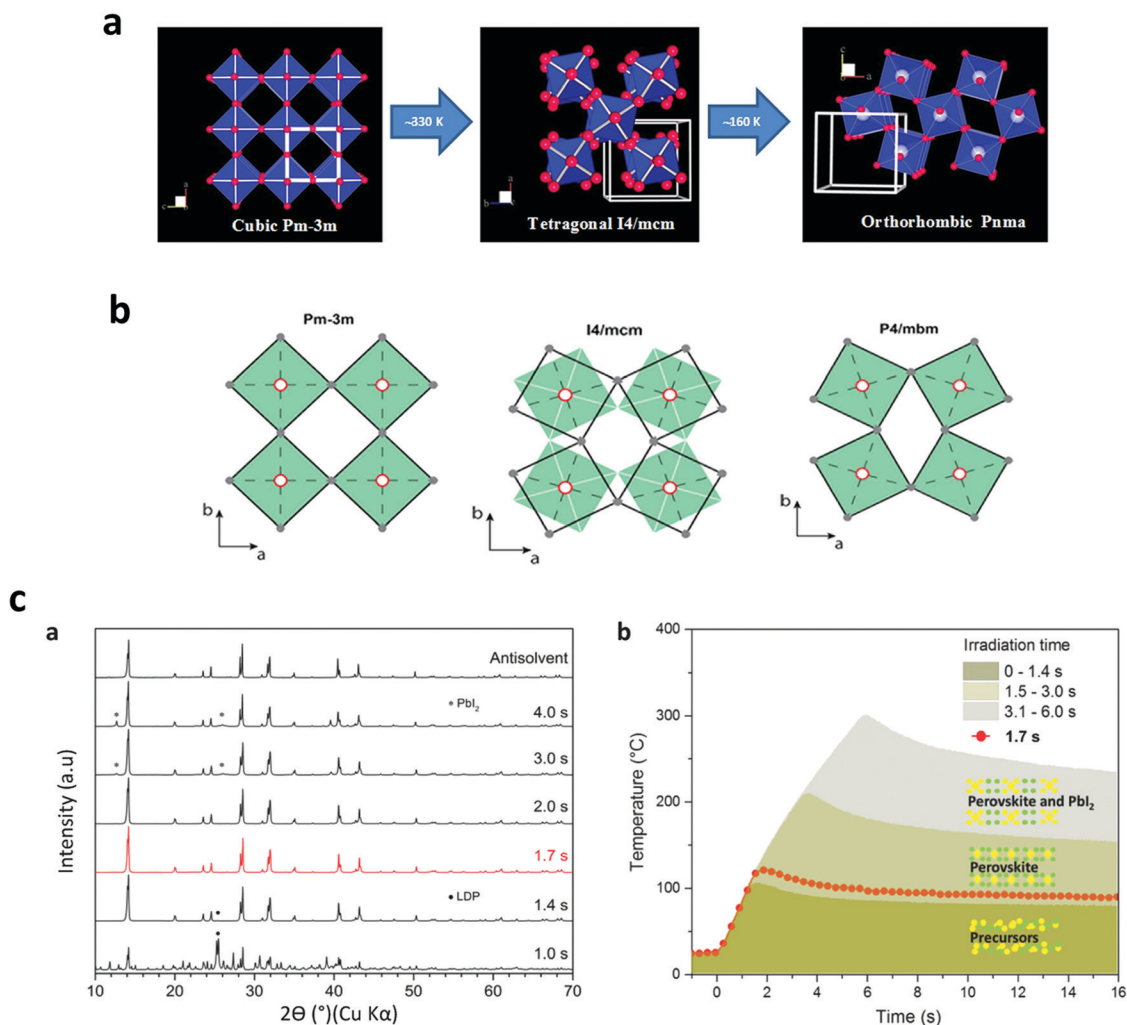 a
~330 K
~160 K
a
c
b
b
c
a
c
b
a
Cubic Pm-3m
Tetragonal I4/mcm
Orthorhombic Pnma
b
Pm-3m
I4/mcm
P4/mbm
b
a
b
a
b
a
c
a
Antisolvent
* PbI₂
* *
4.0 s
* *
3.0 s
2.0 s
1.7 s
• LDP
1.4 s
1.0 s
Intensity (a.u)
10 20 30 40 50 60 70
2Θ (°)(Cu Kα)
b
400
300
200
100
0
Temperature (°C)
Irradiation time
0 - 1.4 s
1.5 - 3.0 s
3.1 - 6.0 s
1.7 s
Perovskite and PbI₂
Perovskite
Precursors
0 2 4 6 8 10 12 14 16
Time (s)